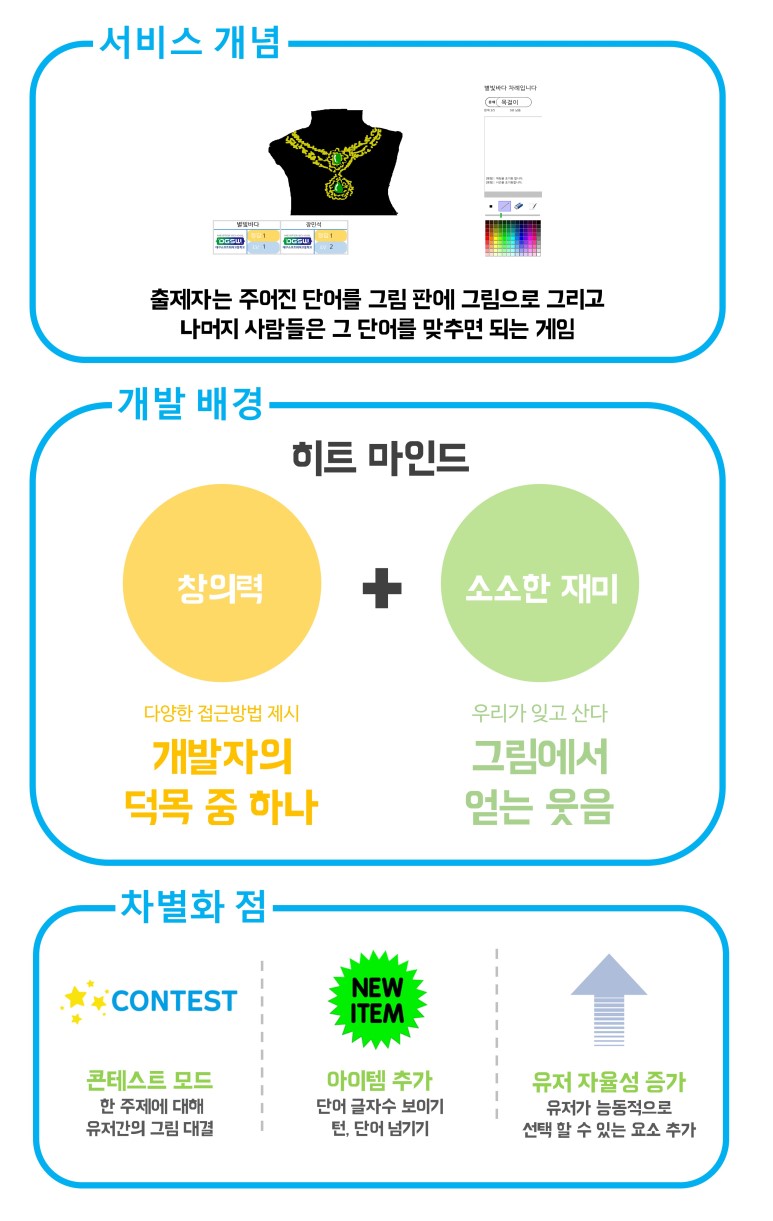 서비스 개념
별빛바다 차례입니다
문제 목걸이
별빛바다 장민석
DGSW 1 DGSW 1
1 2
출제자는 주어진 단어를 그림 판에 그림으로 그리고
나머지 사람들은 그 단어를 맞추면 되는 게임
개발 배경
히트 마인드
창의력 + 소소한 재미
다양한 접근방법 제시
개발자의
덕목 중 하나
우리가 잊고 산다
그림에서
얻는 웃음
차별화 점
CONTEST
콘테스트 모드
한 주제에 대해
유저간의 그림 대결
NEW
ITEM
아이템 추가
단어 글자수 보이기
턴, 단어 넘기기
유저 자율성 증가
유저가 능동적으로
선택 할 수 있는 요소 추가